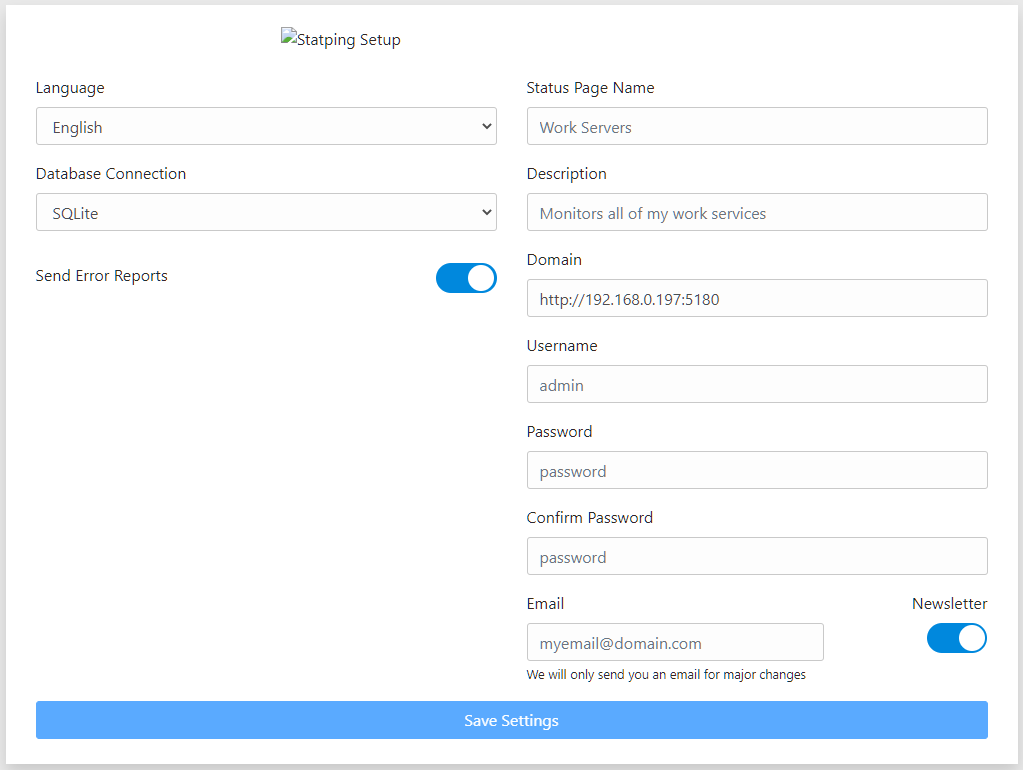 Statping Setup
Language
English
Database Connection
SQLite
Send Error Reports
Status Page Name
Work Servers
Description
Monitors all of my work services
Domain
http://192.168.0.197:5180
Username
admin
Password
password
Confirm Password
password
Email
Newsletter
myemail@domain.com
We will only send you an email for major changes
Save Settings